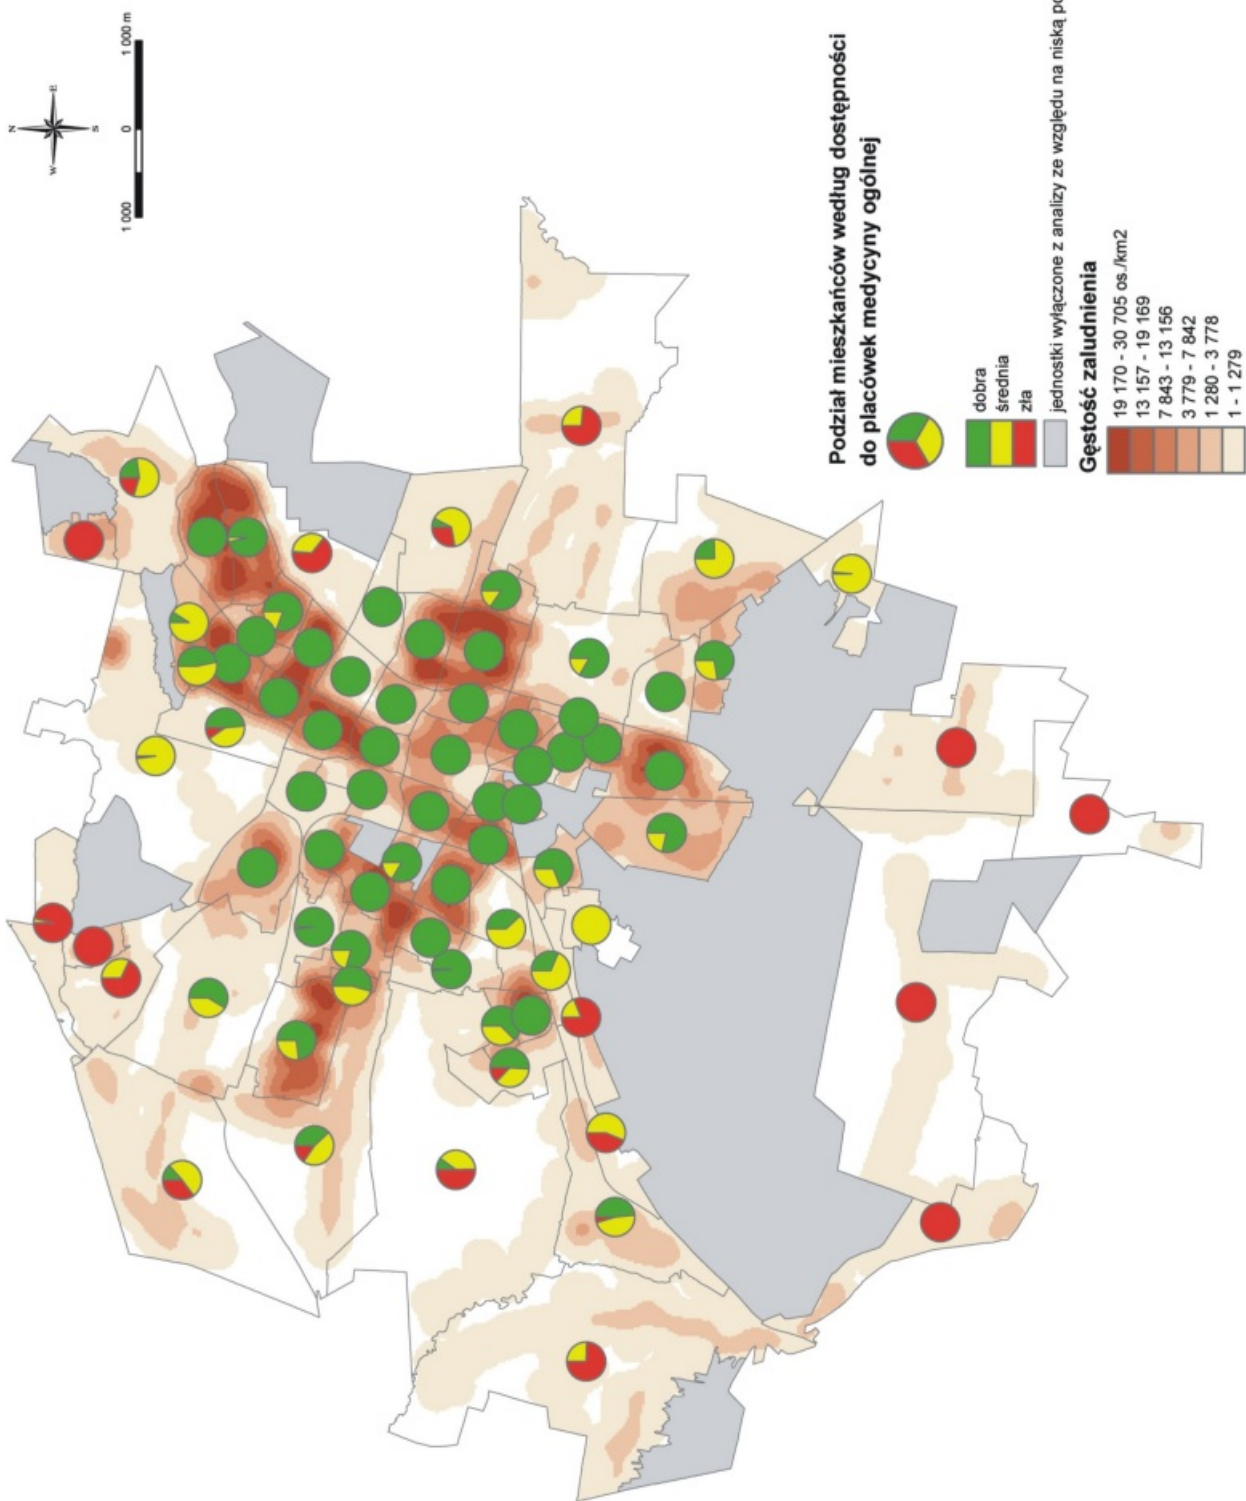 N
W
E
S
1 000
0
1 000 m
Podział mieszkańców według dostępności
do placówek medycyny ogólnej
dobra
średnia
zła
jednostki wyłączone z analizy ze względu na niską
Gęstość zaludnienia
19 170 - 30 705 os./km2
13 157 - 19 169
7 843 - 13 156
3 779 - 7 842
1 280 - 3 778
1 - 1 279